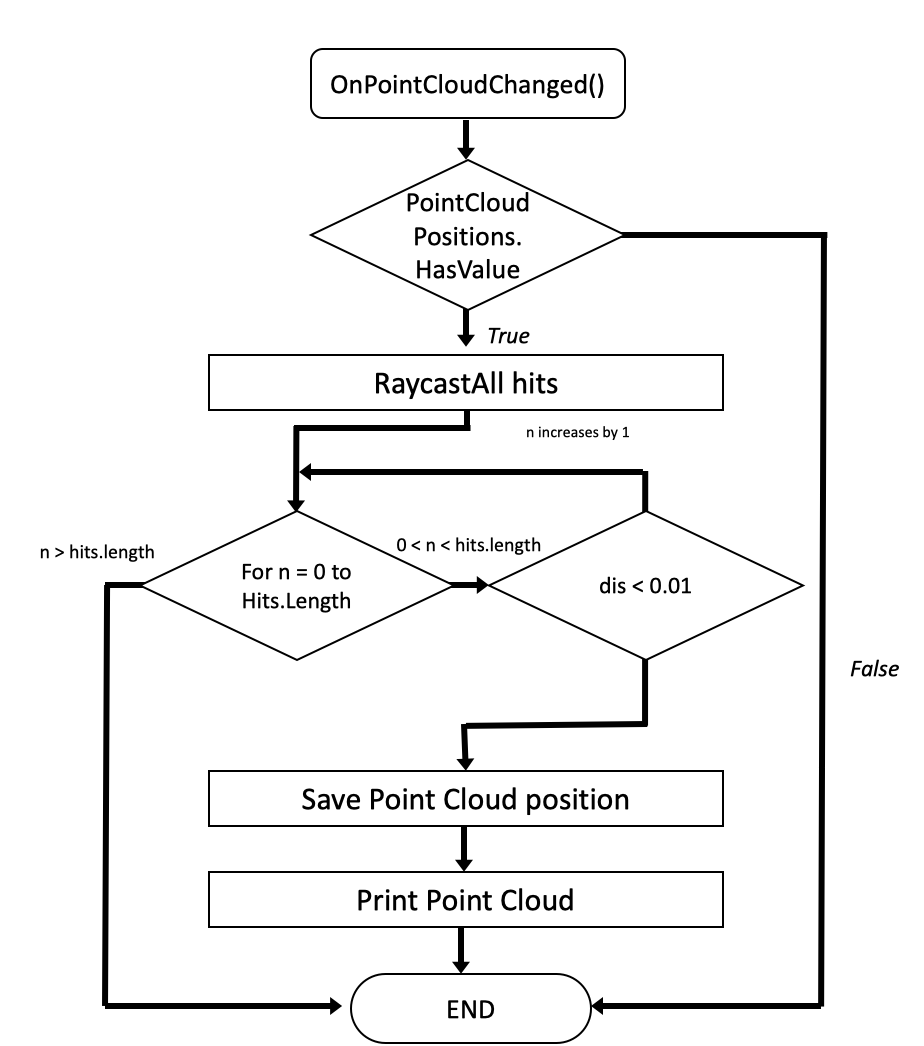 OnPointCloudChanged()
PointCloud
Positions.
HasValue
True
RaycastAll hits
n increases by 1
n > hits.length
0 < n < hits.length
For n = 0 to
Hits.Length
dis < 0.01
False
Save Point Cloud position
Print Point Cloud
END